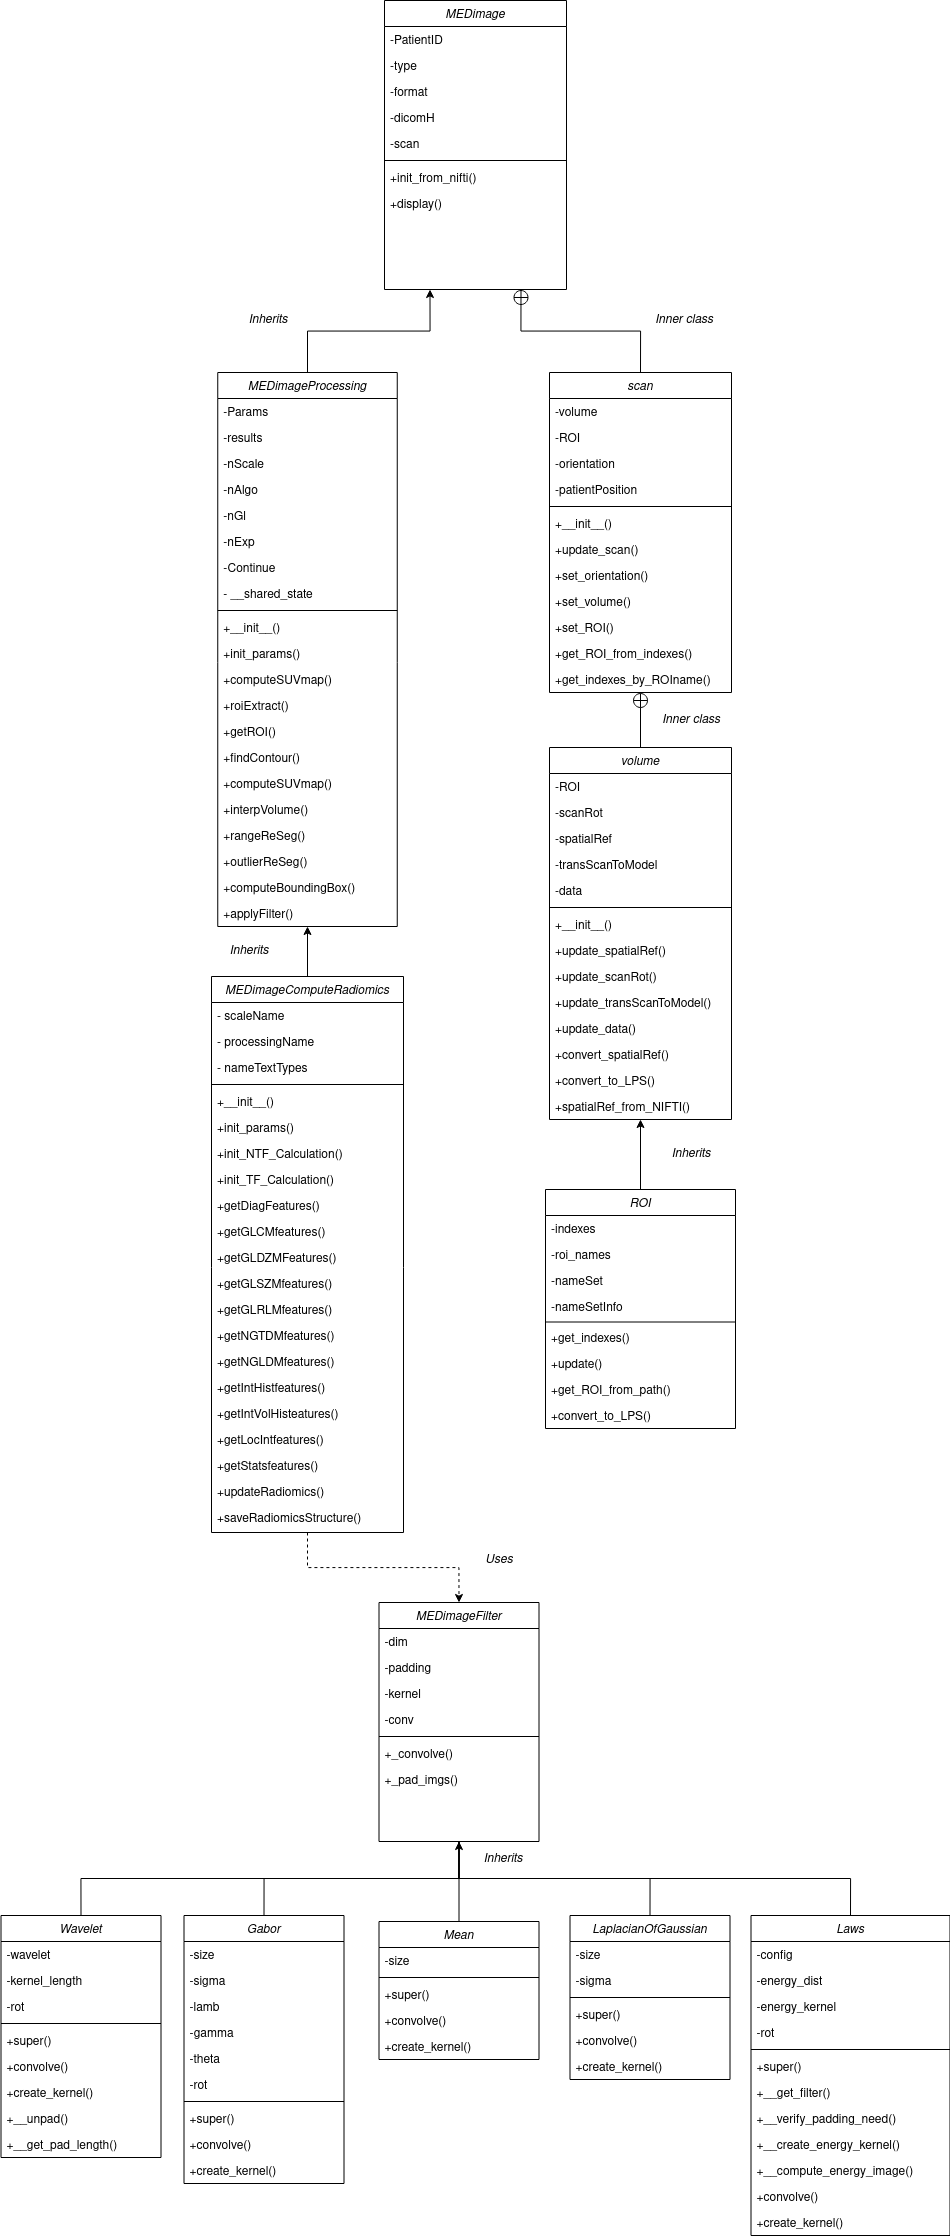 MEDimage
-PatientID
-type
-format
-dicomH
-scan
+init_from_nifti()
+display()
Inherits
Inner class
MEDimageProcessing
-Params
-results
-nScale
-nAlgo
-nGl
-nExp
-Continue
- __shared_state
+__init__()
+init_params()
+computeSUVmap()
+roiExtract()
+getROI()
+findContour()
+computeSUVmap()
+interpVolume()
+rangeReSeg()
+outlierReSeg()
+computeBoundingBox()
+applyFilter()
scan
-volume
-ROI
-orientation
-patientPosition
+__init__()
+update_scan()
+set_orientation()
+set_volume()
+set_ROI()
+get_ROI_from_indexes()
+get_indexes_by_ROIname()
Inner class
volume
-ROI
-scanRot
-spatialRef
-transScanToModel
-data
+__init__()
+update_spatialRef()
+update_scanRot()
+update_transScanToModel()
+update_data()
+convert_spatialRef()
+convert_to_LPS()
+spatialRef_from_NIFTI()
Inherits
MEDimageComputeRadiomics
- scaleName
- processingName
- nameTextTypes
+__init__()
+init_params()
+init_NTF_Calculation()
+init_TF_Calculation()
+getDiagFeatures()
+getGLCMfeatures()
+getGLDZMFeatures()
+getGLSZMfeatures()
+getGLRLMfeatures()
+getNGTDMfeatures()
+getNGLDMfeatures()
+getIntHistfeatures()
+getIntVolHisteatures()
+getLocIntfeatures()
+getStatsfeatures()
+updateRadiomics()
+saveRadiomicsStructure()
Inherits
ROI
-indexes
-roi_names
-nameSet
-nameSetInfo
+get_indexes()
+update()
+get_ROI_from_path()
+convert_to_LPS()
Uses
MEDimageFilter
-dim
-padding
-kernel
-conv
+_convolve()
+_pad_imgs()
Inherits
Wavelet
-wavelet
-kernel_length
-rot
+super()
+convolve()
+create_kernel()
+__unpad()
+__get_pad_length()
Gabor
-size
-sigma
-lamb
-gamma
-theta
-rot
+super()
+convolve()
+create_kernel()
Mean
-size
+super()
+convolve()
+create_kernel()
LaplacianOfGaussian
-size
-sigma
+super()
+convolve()
+create_kernel()
Laws
-config
-energy_dist
-energy_kernel
-rot
+super()
+__get_filter()
+__verify_padding_need()
+__create_energy_kernel()
+__compute_energy_image()
+convolve()
+create_kernel()